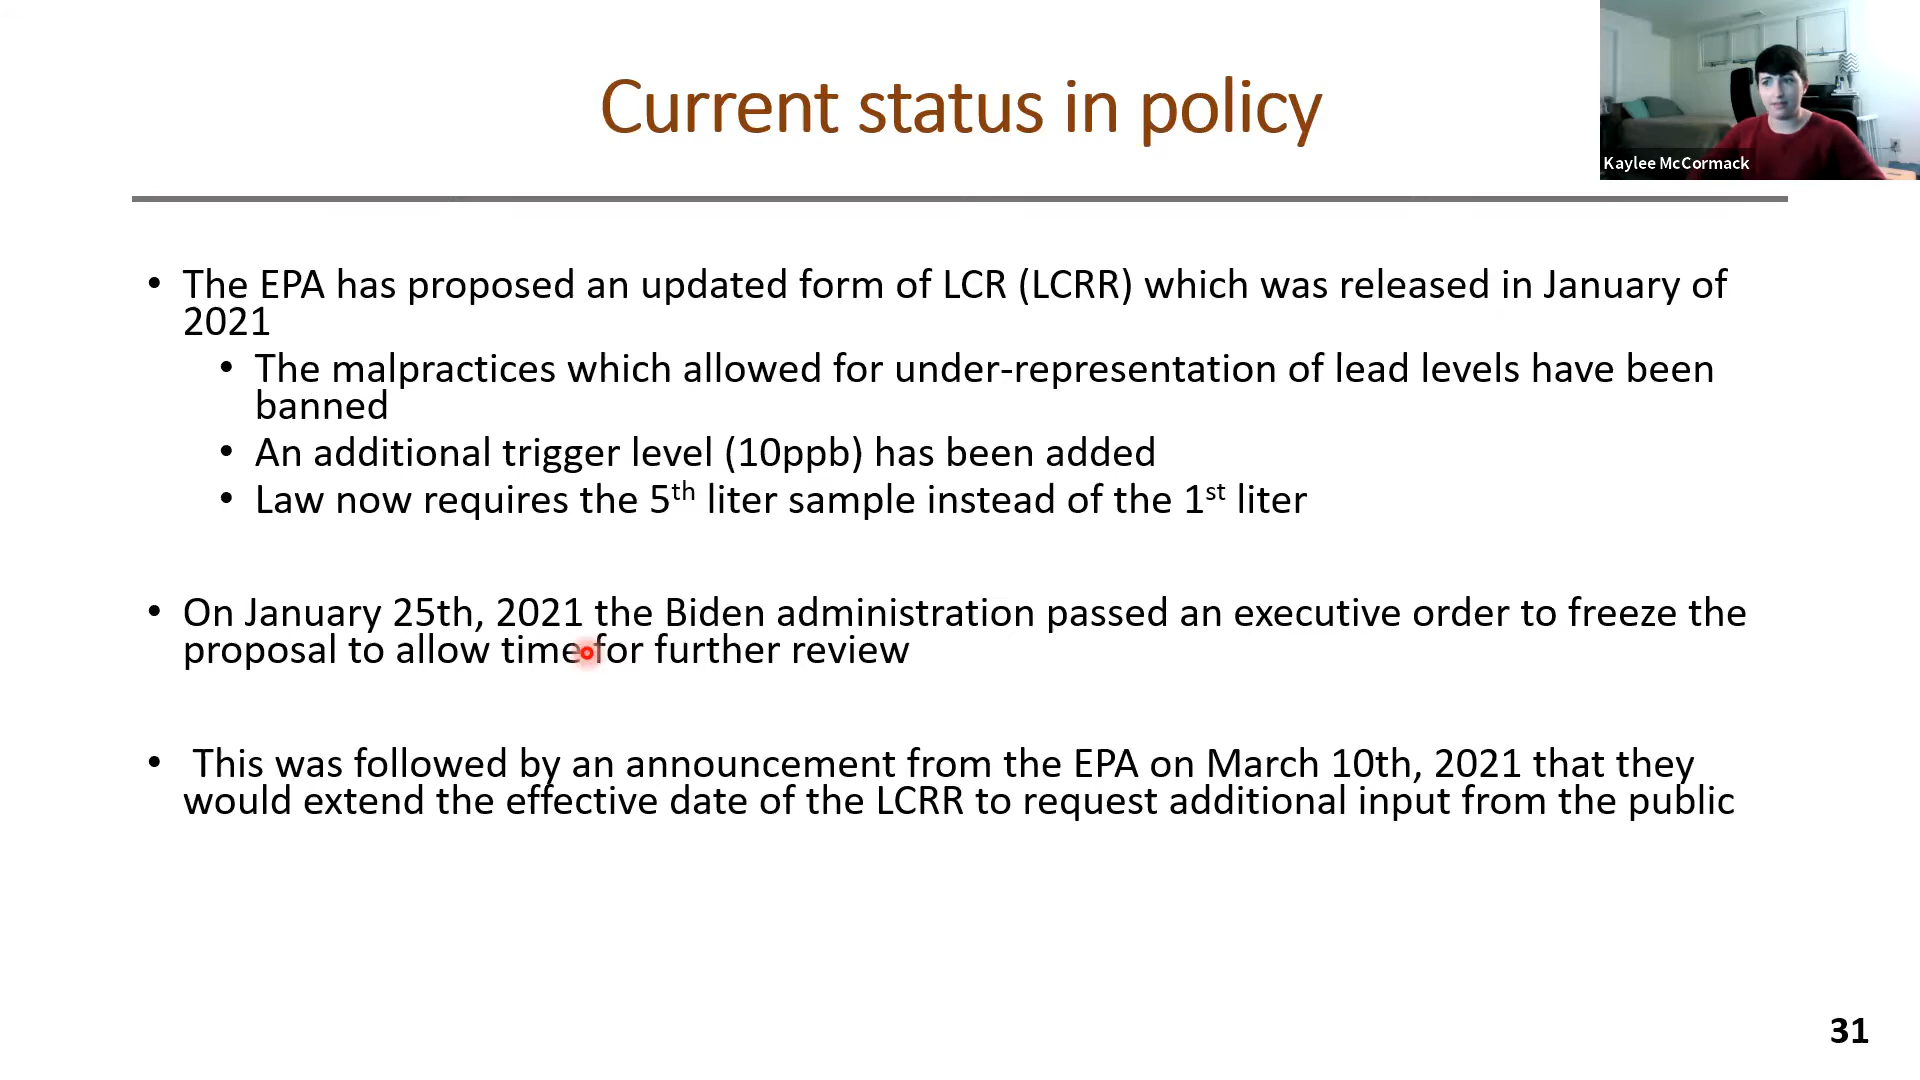 Current status in policy
Kaylee McCormack
• The EPA has proposed an updated form of LCR (LCRR) which was released in January of
2021
• The malpractices which allowed for under-representation of lead levels have been
banned
• An additional trigger level (10ppb) has been added
• Law now requires the 5th liter sample instead of the 1st liter
• On January 25th, 2021 the Biden administration passed an executive order to freeze the
proposal to allow time for further review
• This was followed by an announcement from the EPA on March 10th, 2021 that they
would extend the effective date of the LCRR to request additional input from the public
31